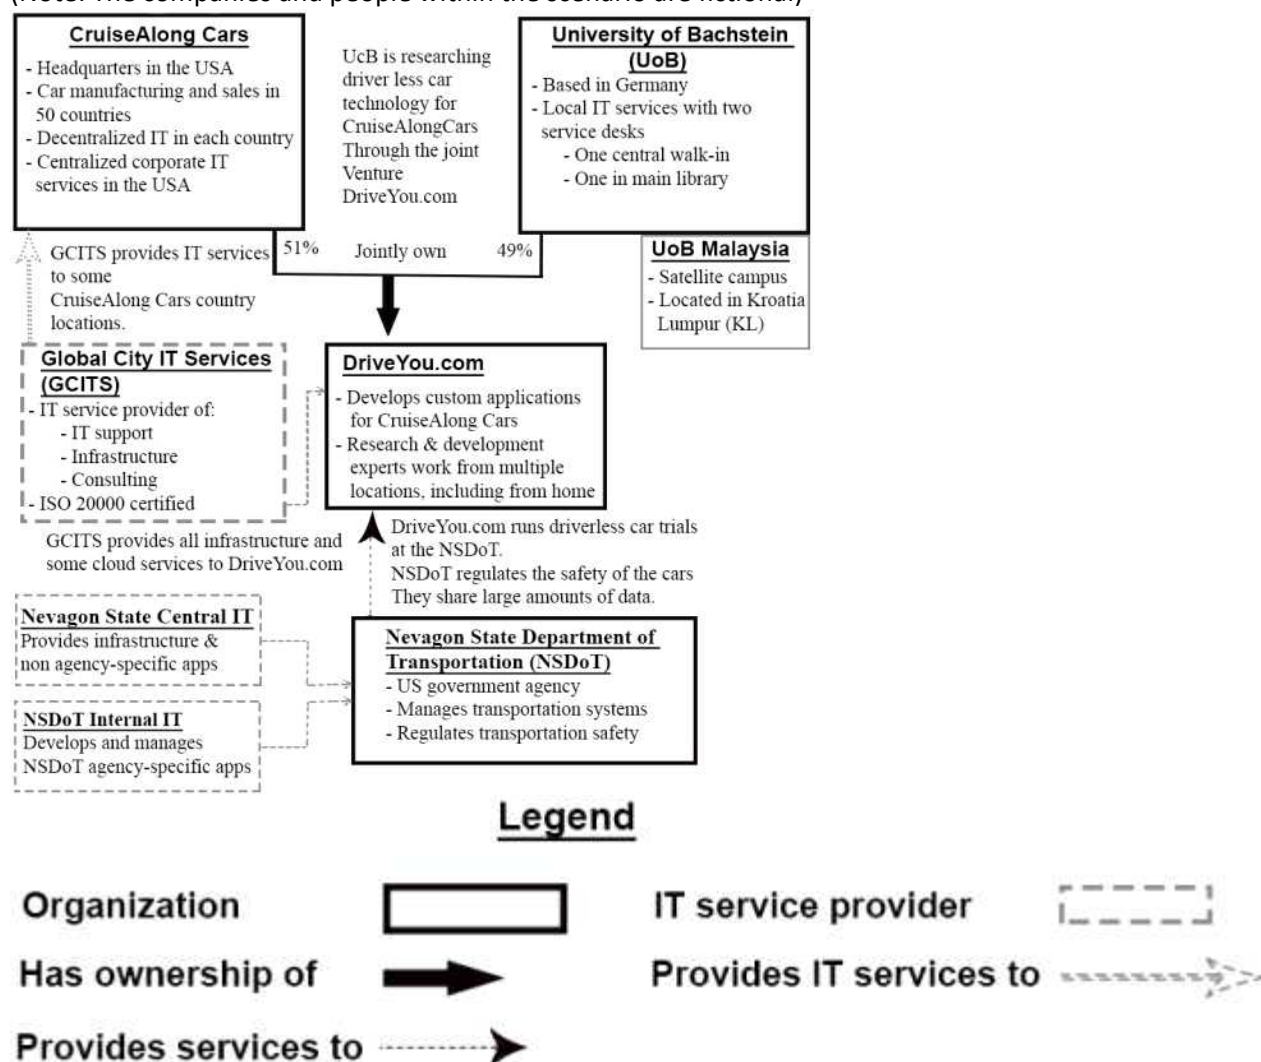 (Note: The companies and people within the scenario are fictional)
CruiseAlong Cars
- Headquarters in the USA
- Car manufacturing and sales in
50 countries
- Decentralized IT in each country
- Centralized corporate IT
services in the USA
UcB is researching
driver less car
technology for
CruiseAlongCars
Through the joint
Venture
DriveYou.com
University of Bachstein
(UoB)
- Based in Germany
- Local IT services with two
service desks
- One central walk-in
- One in main library
51% Jointly own 49%
UoB Malaysia
- Satellite campus
- Located in Kroatia
Lumpur (KL)
GCITS provides IT services
to some
CruiseAlong Cars country
locations.
Global City IT Services
(GCITS)
- IT service provider of:
- IT support
- Infrastructure
- Consulting
- ISO 20000 certified
DriveYou.com
- Develops custom applications
for CruiseAlong Cars
- Research & development
experts work from multiple
locations, including from home
GCITS provides all infrastructure and
some cloud services to DriveYou.com
DriveYou.com runs driverless car trials
at the NSDoT.
NSDoT regulates the safety of the cars
They share large amounts of data.
Nevagon State Central IT
Provides infrastructure &
non agency-specific apps
NSDoT Internal IT
Develops and manages
NSDoT agency-specific apps
Nevagon State Department of
Transportation (NSDoT)
- US government agency
- Manages transportation systems
- Regulates transportation safety
Legend
Organization
IT service provider
Has ownership of
Provides IT services to
Provides services to